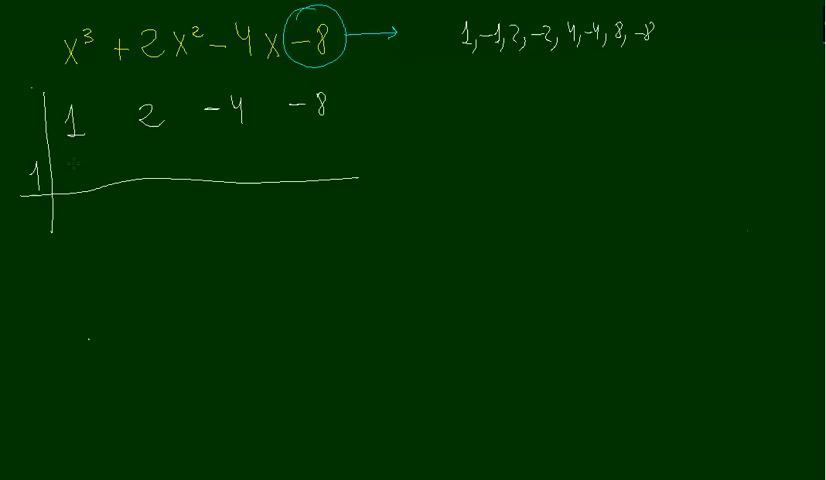 x³ + 2x² - 4x - 8 → 1, -1, 2, -2, 4, -4, 8, -8
1 2 -4 -8
1